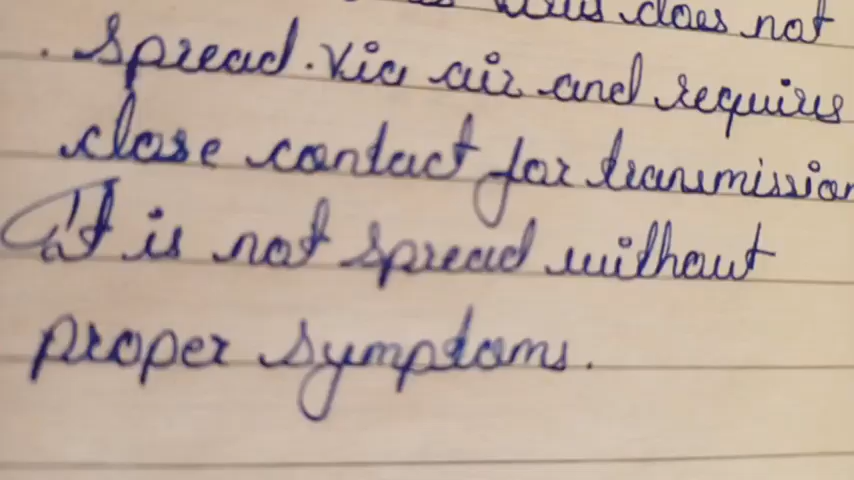 does not
. Spread. Via air and requires
close contact for transmission
It is not spread without
proper symptoms.